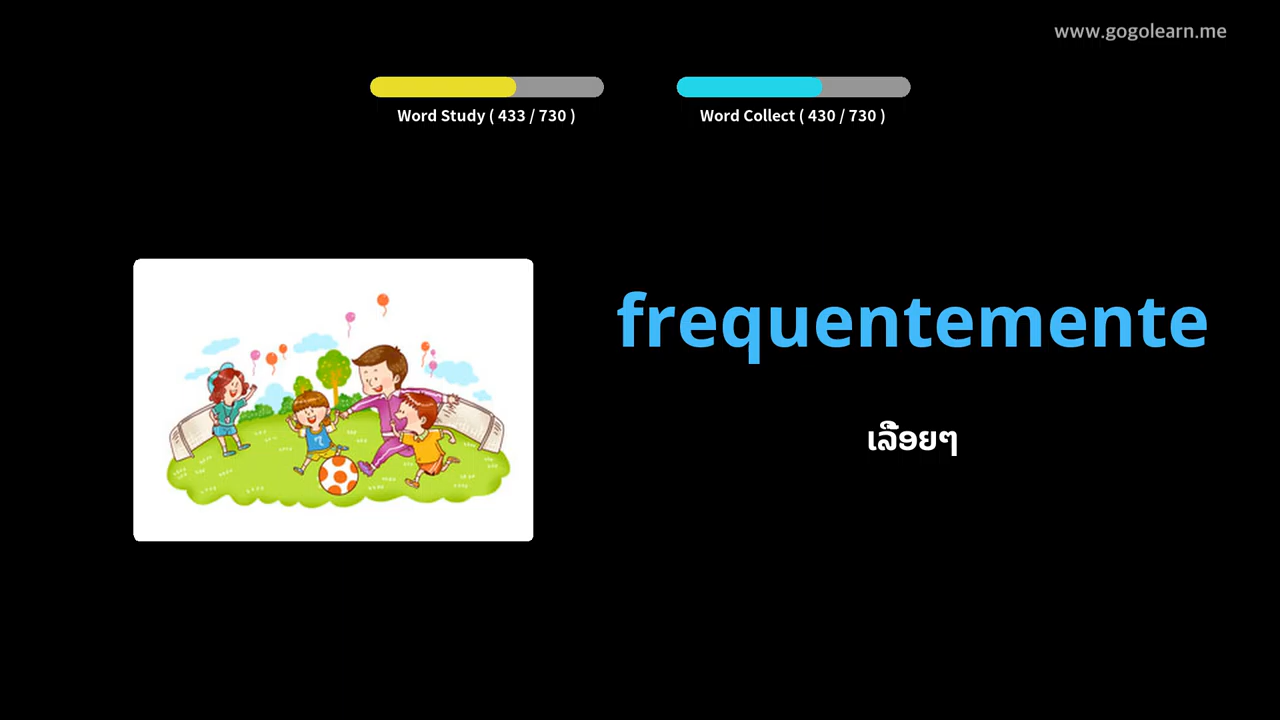 www.gogolearn.me
Word Study ( 433 / 730 )
Word Collect ( 430 / 730 )
frequentemente
ເລື້ອຍໆ